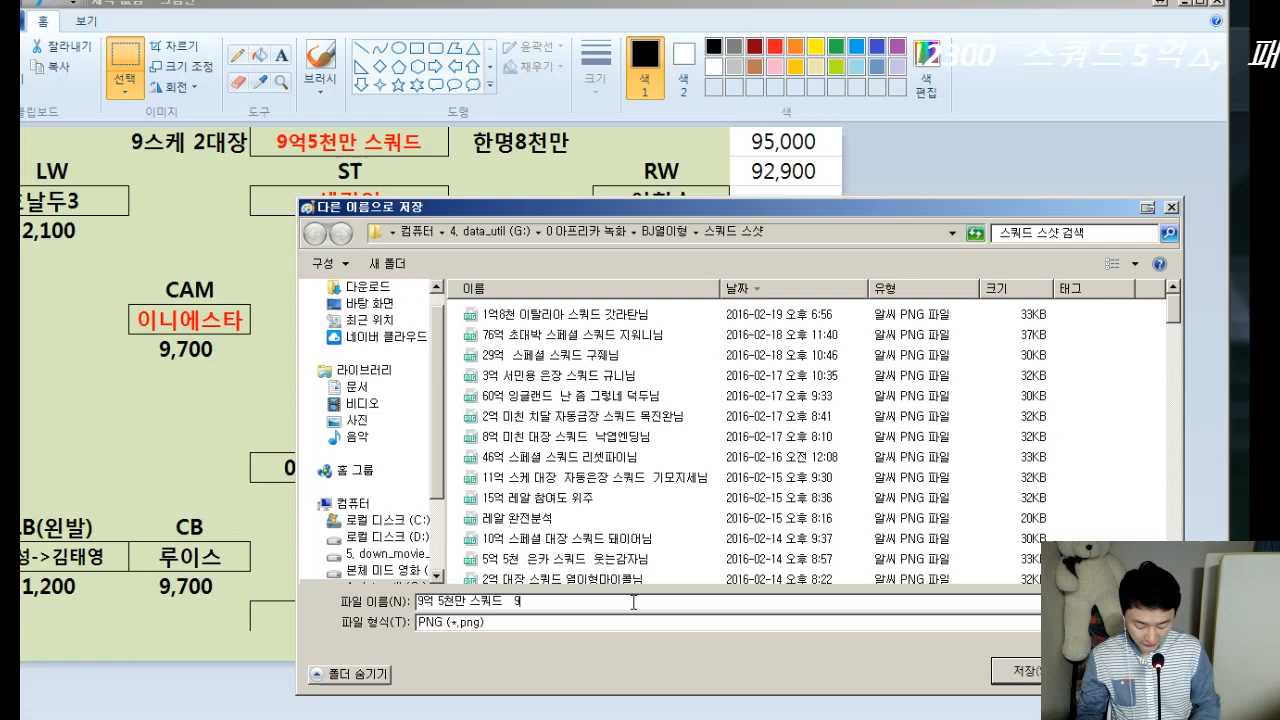 홈 보기
잘라내기
복사
선택
자르기
크기 조정
회전
A
브러시
윤곽선
채우기
크기
색
1
색
2
색
편집
12300 스쿼드 5억△, 패
클립보드 이미지 도구 도형 색
9스케 2대장 9억5천만 스쿼드 한명8천만 95,000
LW ST RW 92,900
호날두3
2,100
CAM
이니에스타
9,700
B(왼발) CB
성->김태영 루이스
1,200 9,700
다른 이름으로 저장
컴퓨터 4. data_util (G:) 0 아프리카 녹화 BJ열이형 스쿼드 스샷
스쿼드 스샷 검색
구성 새 폴더
이름 날짜 유형 크기 태그
다운로드
바탕 화면
최근 위치
네이버 클라우드
라이브러리
문서
비디오
사진
음악
홈 그룹
컴퓨터
로컬 디스크 (C:)
로컬 디스크 (D:)
5. down_movie_
본체 미드 영화 (
1억8천 이탈리아 스쿼드 갓라탄님 2016-02-19 오후 6:56 알씨 PNG 파일 33KB
76억 초대박 스페셜 스쿼드 지워니님 2016-02-18 오후 11:40 알씨 PNG 파일 37KB
29억 스페셜 스쿼드 구제님 2016-02-18 오후 10:46 알씨 PNG 파일 30KB
3억 서민용 은장 스쿼드 규니님 2016-02-17 오후 10:35 알씨 PNG 파일 32KB
60억 잉글랜드 난 좀 그렇네 덕두님 2016-02-17 오후 9:33 알씨 PNG 파일 30KB
2억 미친 치달 자동금장 스쿼드 목진완님 2016-02-17 오후 8:41 알씨 PNG 파일 32KB
8억 미친 대장 스쿼드 낙엽엔딩님 2016-02-17 오후 8:10 알씨 PNG 파일 32KB
46억 스페셜 스쿼드 리셋파이님 2016-02-16 오전 12:08 알씨 PNG 파일 33KB
11억 스케 대장 자동은장 스쿼드 기모지세님 2016-02-15 오후 9:30 알씨 PNG 파일 32KB
15억 레알 참여도 위주 2016-02-15 오후 8:36 알씨 PNG 파일 32KB
레알 완전분석 2016-02-15 오후 8:16 알씨 PNG 파일 20KB
10억 스페셜 대장 스쿼드 돼이어님 2016-02-14 오후 9:37 알씨 PNG 파일 30KB
5억 5천 은카 스쿼드 웃는감자님 2016-02-14 오후 8:57 알씨 PNG 파일 33KB
2억 대장 스쿼드 열이형마이콜님 2016-02-14 오후 8:22 알씨 PNG 파일
파일 이름(N): 9억 5천만 스쿼드 9
파일 형식(T): PNG (*.png)
폴더 숨기기
저장(